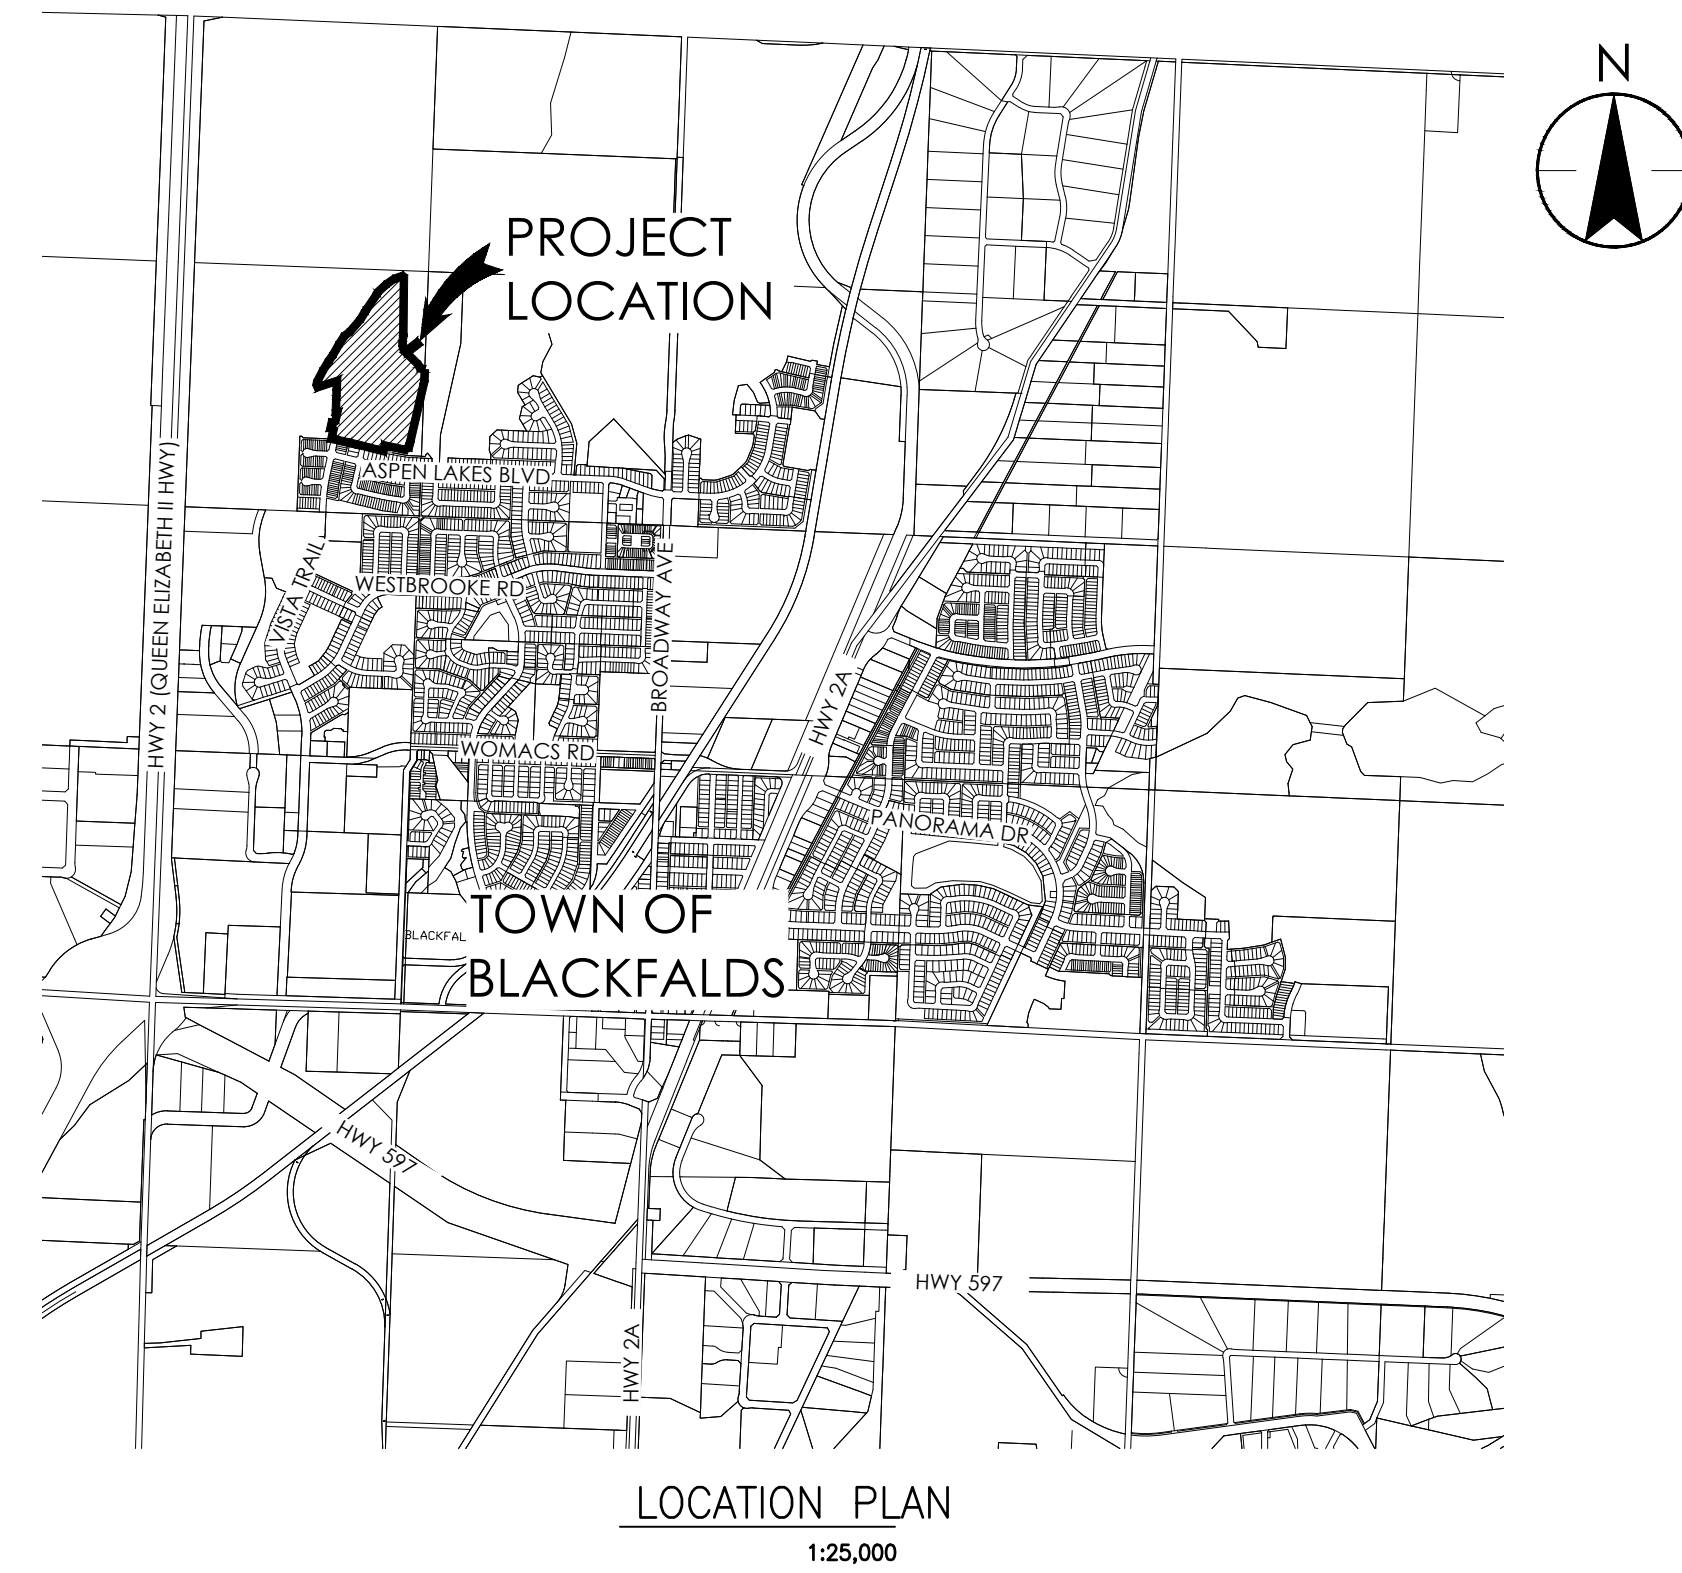 N
PROJECT
LOCATION
ASPEN LAKES BLVD
HWY 2 (QUEEN ELIZABETH II HWY)
VISTA TRAIL
WESTBROOKE RD
BROADWAY AVE
HWY 2A
WOMACS RD
PANORAMA DR
TOWN OF
BLACKFALDS
BLACKFAL
HWY 597
HWY 597
HWY 2A
LOCATION PLAN
1:25,000